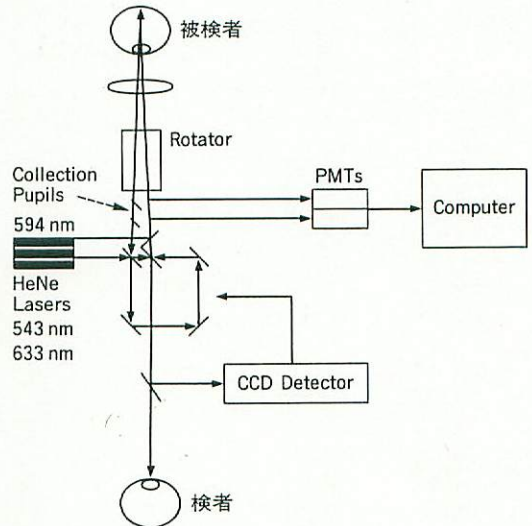 被検者
Rotator
Collection
Pupils
594 nm
HeNe
Lasers
543 nm
633 nm
PMTs
Computer
CCD Detector
検者